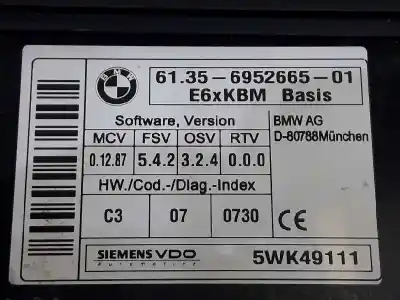 BMW
61.35-6952665-01
E6xKBM Basis
Software, Version
BMW AG
D-80788München
MCV FSV OSV RTV
0.12.87 5.4.2 3.2.4 0.0.0
HW./Cod-/Diag.-Index
C3 07 0730 CE
SIEMENS VDO
Automotive
5WK49111